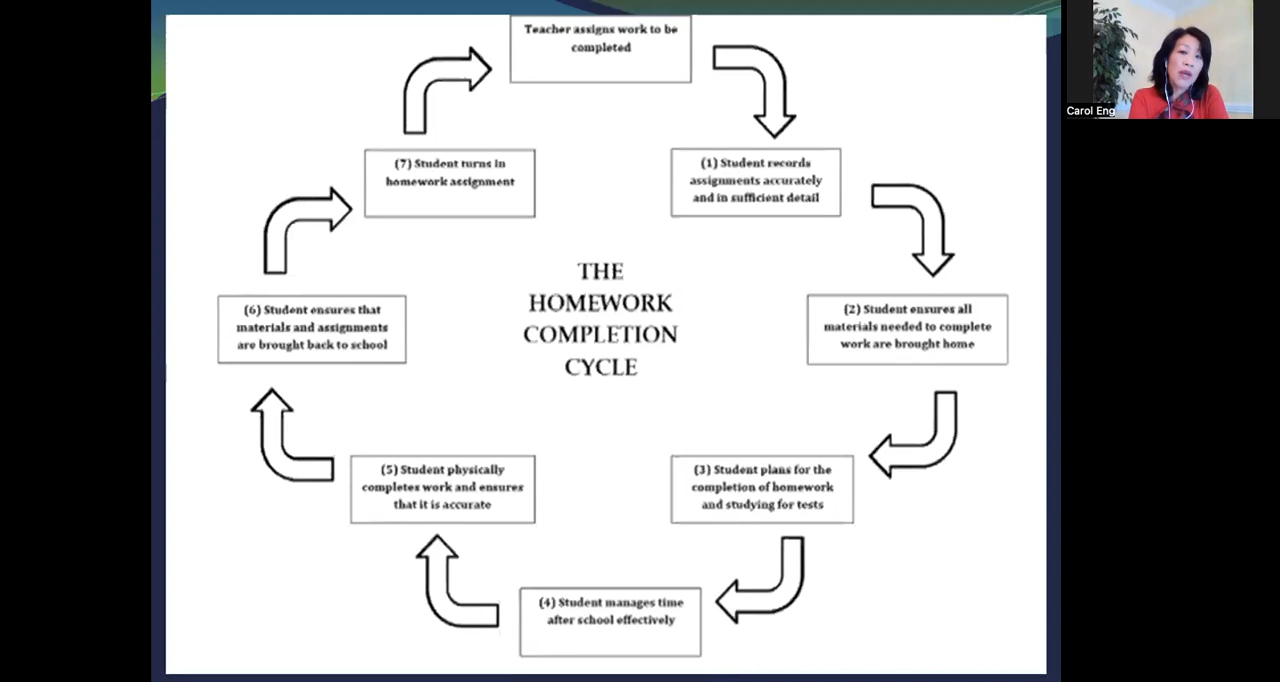 Teacher assigns work to be
completed
(1) Student records
assignments accurately
and in sufficient detail
(2) Student ensures all
materials needed to complete
work are brought home
(3) Student plans for the
completion of homework
and studying for tests
(4) Student manages time
after school effectively
(5) Student physically
completes work and ensures
that it is accurate
(6) Student ensures that
materials and assignments
are brought back to school
(7) Student turns in
homework assignment
THE
HOMEWORK
COMPLETION
CYCLE
Carol Eng